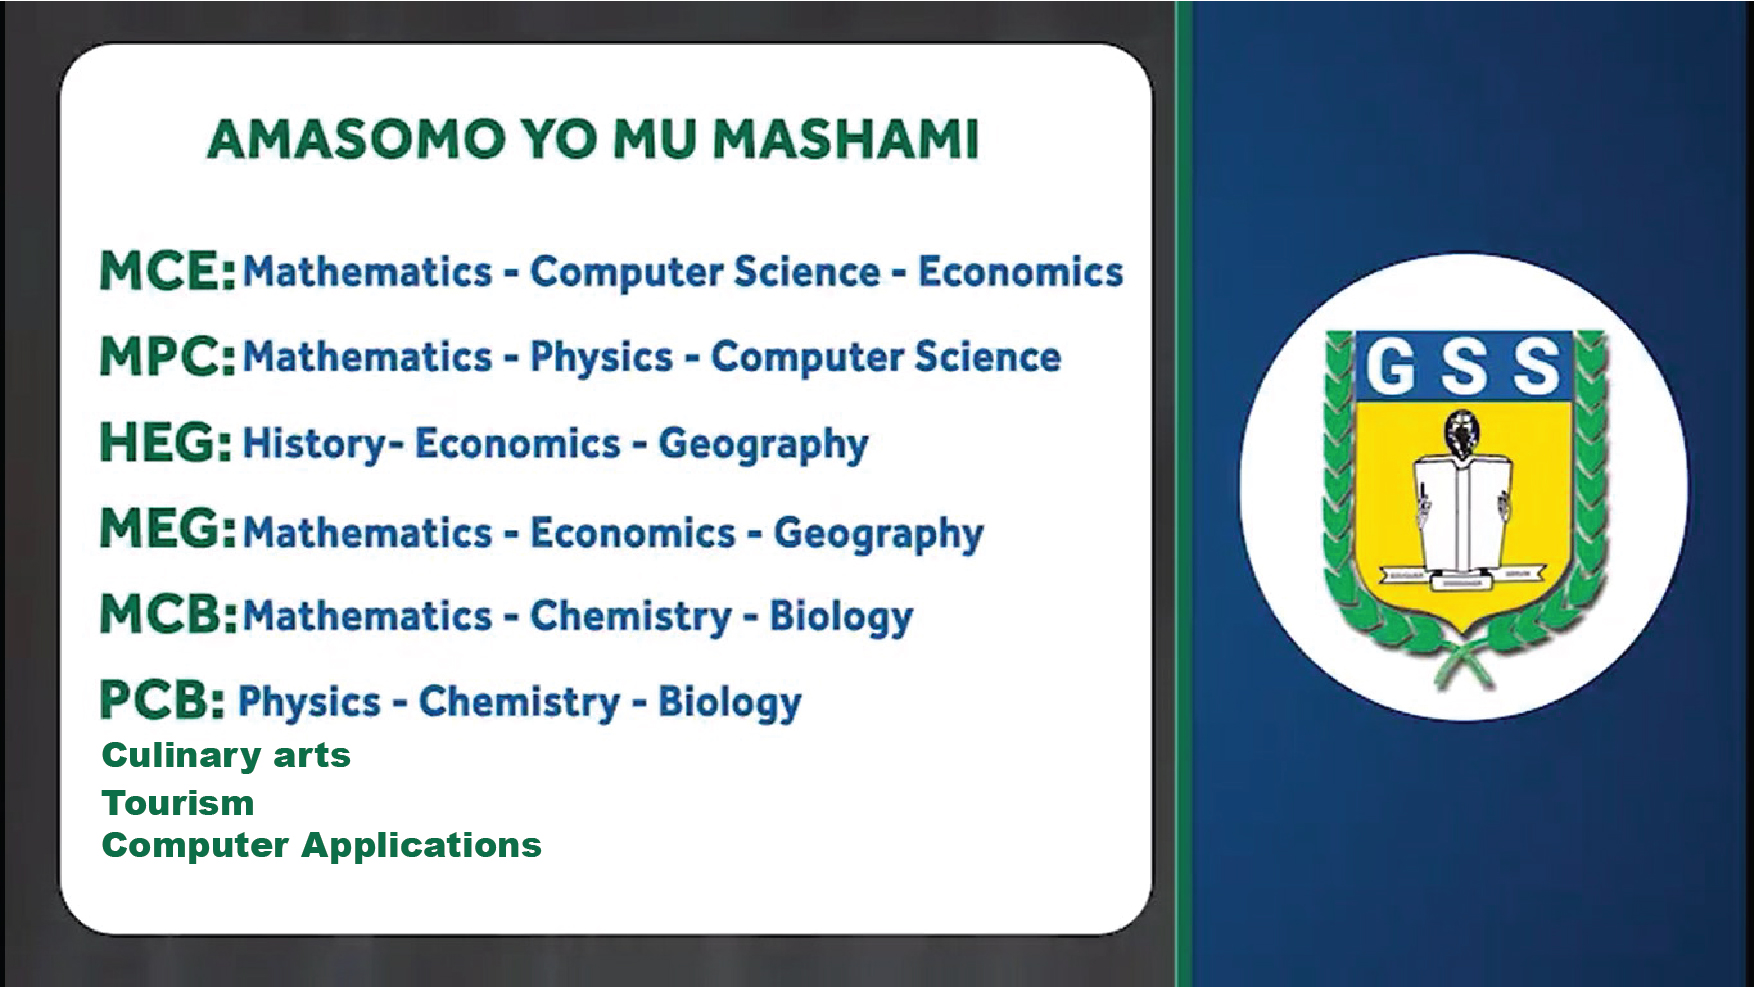 AMASOMO YO MU MASHAMI
MCE: Mathematics - Computer Science - Economics
MPC: Mathematics - Physics - Computer Science
HEG: History- Economics - Geography
MEG: Mathematics - Economics - Geography
MCB: Mathematics - Chemistry - Biology
PCB: Physics - Chemistry - Biology
Culinary arts
Tourism
Computer Applications
G S S